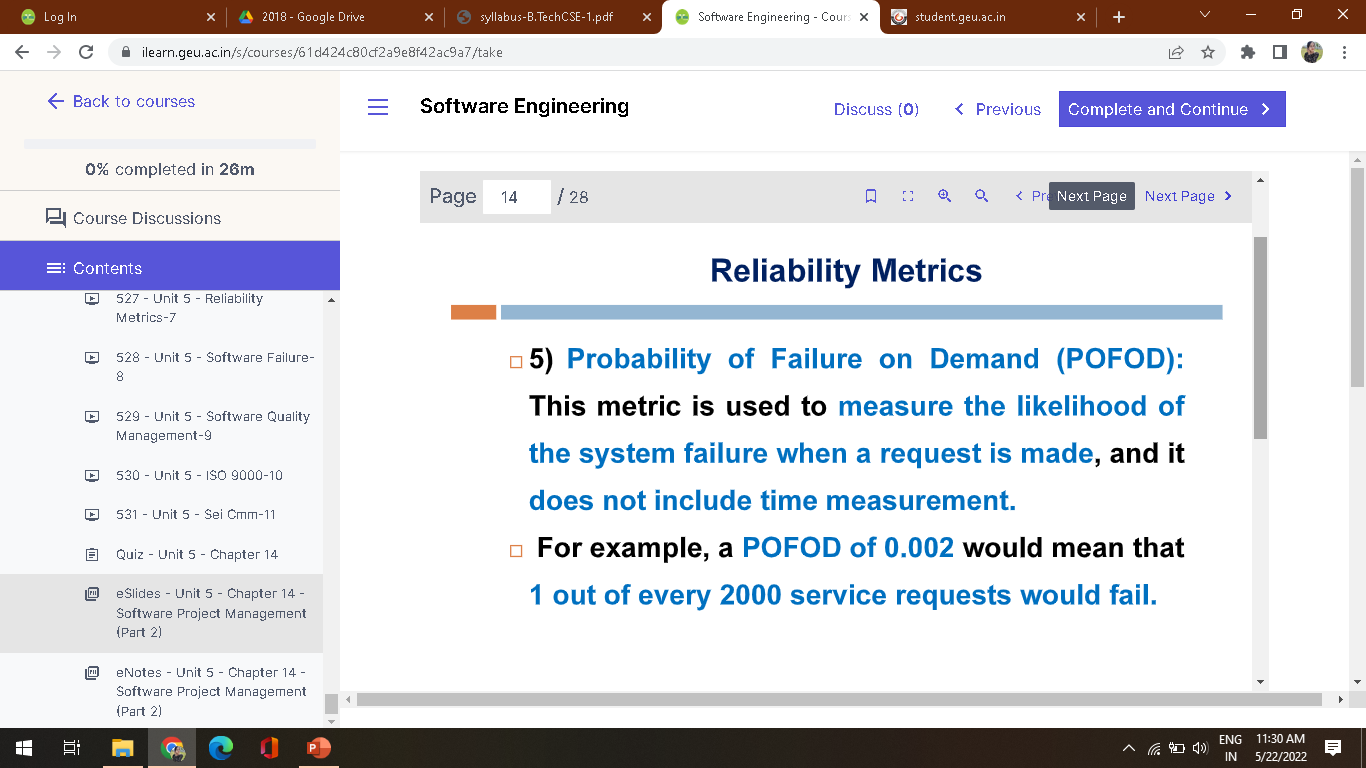 Log In
2018 - Google Drive
syllabus-B.TechCSE-1.pdf
Software Engineering - Cour
student.geu.ac.in
ilearn.geu.ac.in/s/courses/61d424c80cf2a9e8f42ac9a7/take
Back to courses
0% completed in 26m
Course Discussions
Contents
527 - Unit 5 - Reliability
Metrics-7
528 - Unit 5 - Software Failure-
8
529 - Unit 5 - Software Quality
Management-9
530 - Unit 5 - ISO 9000-10
531 - Unit 5 - Sei Cmm-11
Quiz - Unit 5 - Chapter 14
eSlides - Unit 5 - Chapter 14 -
Software Project Management
(Part 2)
eNotes - Unit 5 - Chapter 14 -
Software Project Management
(Part 2)
Software Engineering
Discuss (0)
Previous
Complete and Continue
Page 14 / 28
Pre
Next Page
Next Page
Reliability Metrics
5) Probability of Failure on Demand (POFOD):
This metric is used to measure the likelihood of
the system failure when a request is made, and it
does not include time measurement.
For example, a POFOD of 0.002 would mean that
1 out of every 2000 service requests would fail.
ENG
IN
11:30 AM
5/22/2022